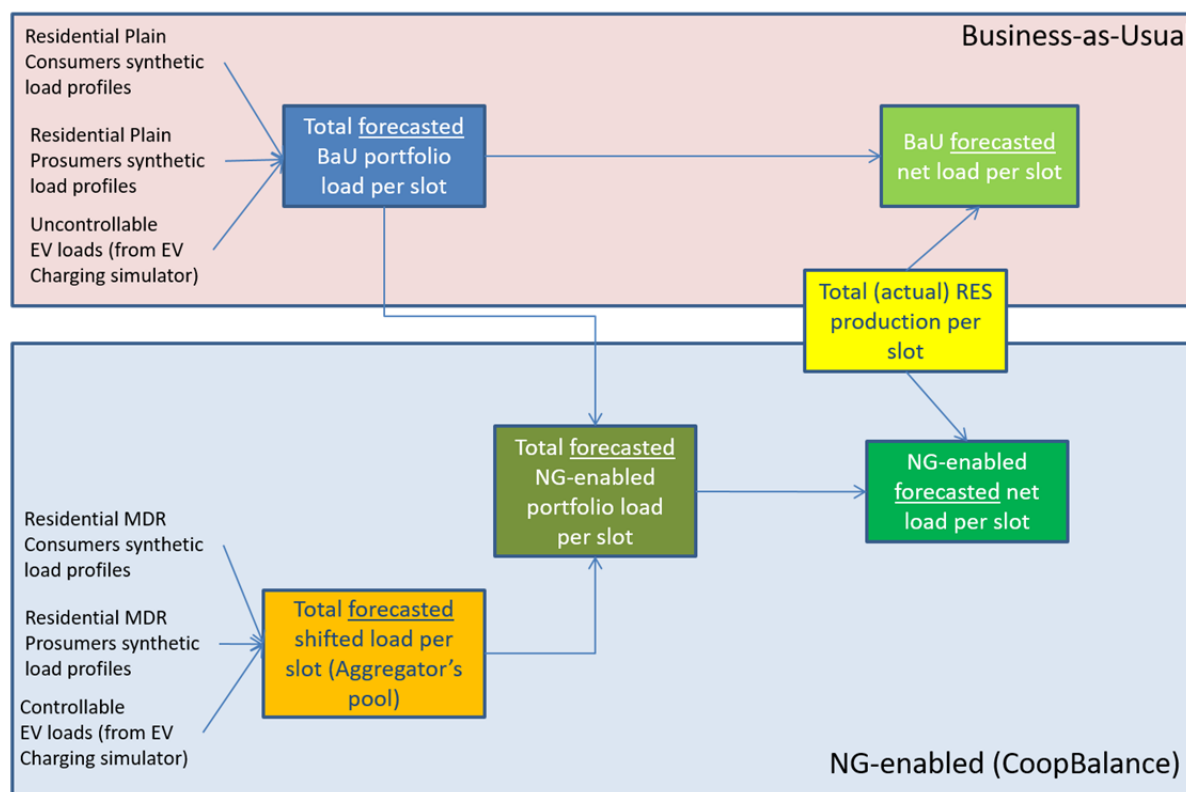 Business-as-Usua
Residential Plain
Consumers synthetic
load profiles
Residential Plain
Prosumers synthetic
load profiles
Uncontrollable
EV loads (from EV
Charging simulator)
Total forecasted
BaU portfolio
load per slot
BaU forecasted
net load per slot
Total (actual) RES
production per
slot
Total forecasted
NG-enabled
portfolio load
per slot
NG-enabled
forecasted net
load per slot
Residential MDR
Consumers synthetic
load profiles
Residential MDR
Prosumers synthetic
load profiles
Controllable
EV loads (from EV
Charging simulator)
Total forecasted
shifted load per
slot (Aggregator’s
pool)
NG-enabled (CoopBalance)